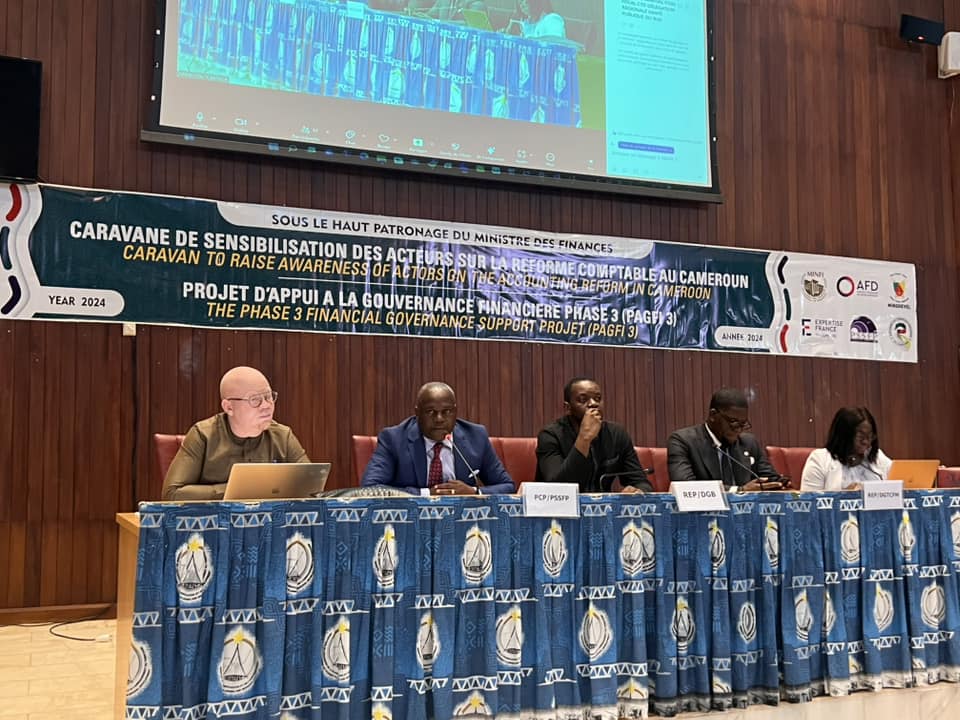 SOUS LE HAUT PATRONAGE DU MINISTRE DES FINANCES
CARAVANE DE SENSIBILISATION DES ACTEURS SUR LA REFORME COMPTABLE AU CAMEROUN
CARAVAN TO RAISE AWARENESS OF ACTORS ON THE ACCOUNTING REFORM IN CAMEROON
PROJET D'APPUI A LA GOUVERNANCE FINANCIERE PHASE 3 (PAGFI 3)
THE PHASE 3 FINANCIAL GOVERNANCE SUPPORT PROJET (PAGFI 3)
YEAR 2024
ANNÉE 2024
MINFI
AFD
MINDDEVEL
EXPERTISE FRANCE
PSSFP
PCP/PSSFP
REP/DGB
REP/DGTCFM